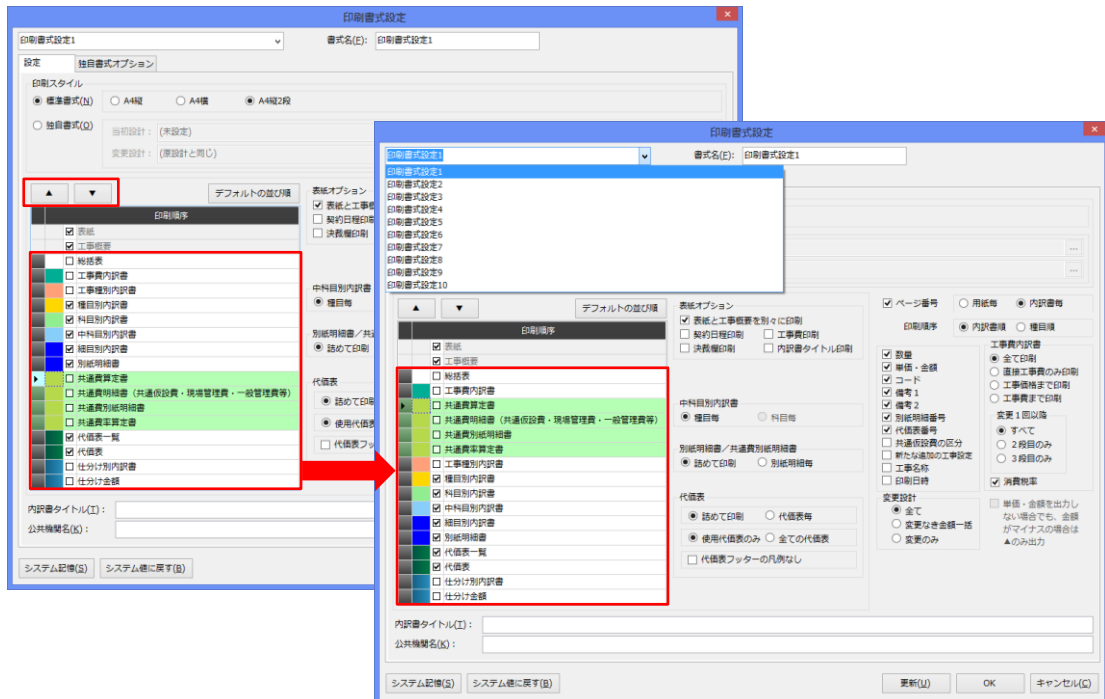 印刷書式設定
印刷書式設定1
書式名(F): 印刷書式設定1
設定 独自書式オプション
印刷スタイル
標準書式(N) A4縦 A4横 A4縦2段
独自書式(O) 当初設計: (未設定)
変更設計: (原設計と同じ)
▲ ▼ デフォルトの並び順
印刷順序
表紙
工事概要
総括表
工事費内訳書
工事種別内訳書
種目別内訳書
科目別内訳書
中科目別内訳書
細目別内訳書
別紙明細書
共通費算定書
共通費明細書(共通仮設費・現場管理費・一般管理費等)
共通費別紙明細書
共通費率算定書
代価表一覧
代価表
仕分け別内訳書
仕分け金額
表紙オプション
表紙と工事概
契約日程印刷
決裁欄印刷
中科目別内訳書
種目毎
別紙明細書/共通
詰めて印刷
代価表
詰めて印刷
使用代価表
代価表フッ
内訳書タイトル(T):
公共機関名(K):
システム記憶(S) システム値に戻す(B)
印刷書式設定
印刷書式設定1
書式名(F): 印刷書式設定1
印刷書式設定1
印刷書式設定2
印刷書式設定3
印刷書式設定4
印刷書式設定5
印刷書式設定6
印刷書式設定7
印刷書式設定8
印刷書式設定9
印刷書式設定10
...
...
▲ ▼ デフォルトの並び順
印刷順序
表紙
工事概要
総括表
工事費内訳書
共通費算定書
共通費明細書(共通仮設費・現場管理費・一般管理費等)
共通費別紙明細書
共通費率算定書
工事種別内訳書
種目別内訳書
科目別内訳書
中科目別内訳書
細目別内訳書
別紙明細書
代価表一覧
代価表
仕分け別内訳書
仕分け金額
表紙オプション
表紙と工事概要を別々に印刷
契約日程印刷 工事費印刷
決裁欄印刷 内訳書タイトル印刷
中科目別内訳書
種目毎 科目毎
別紙明細書/共通費別紙明細書
詰めて印刷 別紙明細毎
代価表
詰めて印刷 代価表毎
使用代価表のみ 全ての代価表
代価表フッターの凡例なし
ページ番号 用紙毎 内訳書毎
印刷順序 内訳書順 種目順
数量
単価・金額
コード
備考1
備考2
別紙明細番号
代価表番号
共通仮設費の区分
新たな追加の工事設定
工事名称
印刷日時
工事費内訳書
全て印刷
直接工事費のみ印刷
工事価格まで印刷
工事費まで印刷
変更1回以降
すべて
2段目のみ
3段目のみ
消費税率
変更設計
全て
変更なき金額一括
変更のみ
単価・金額を出力し
ない場合でも、金額
がマイナスの場合は
▲のみ出力
内訳書タイトル(T):
公共機関名(K):
システム記憶(S) システム値に戻す(B) 更新(U) OK キャンセル(C)